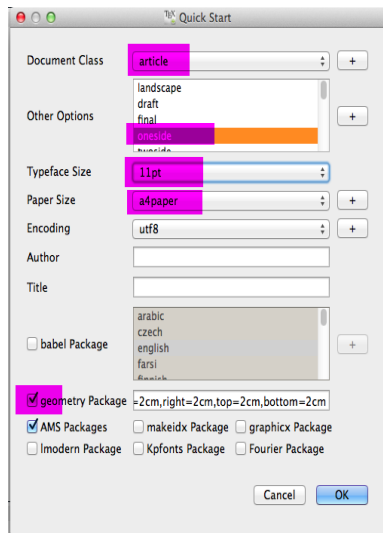 TEX Quick Start
Document Class article +
landscape
draft
final
Other Options oneside +
Typeface Size 11pt
Paper Size a4paper +
Encoding utf8 +
Author
Title
arabic
czech
babel Package english +
farsi
geometry Package =2cm,right=2cm,top=2cm,bottom=2cm
AMS Packages makeidx Package graphicx Package
lmodern Package Kpfonts Package Fourier Package
Cancel OK